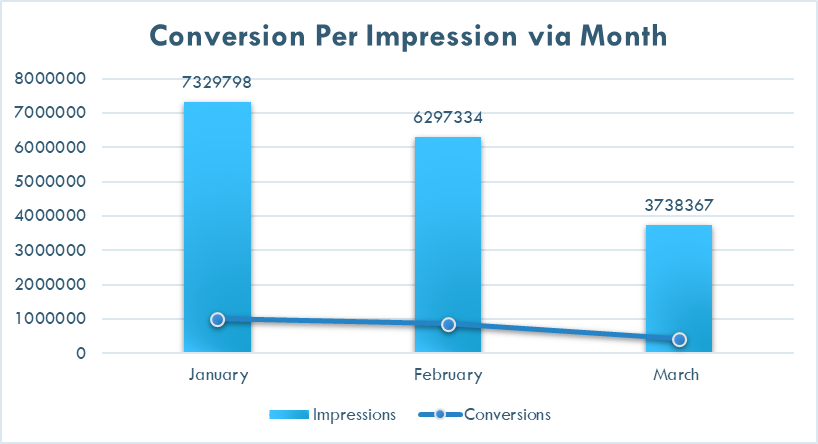 Conversion Per Impression via Month
8000000
7000000
6000000
5000000
4000000
3000000
2000000
1000000
0
7329798
6297334
3738367
January
February
March
Impressions
Conversions